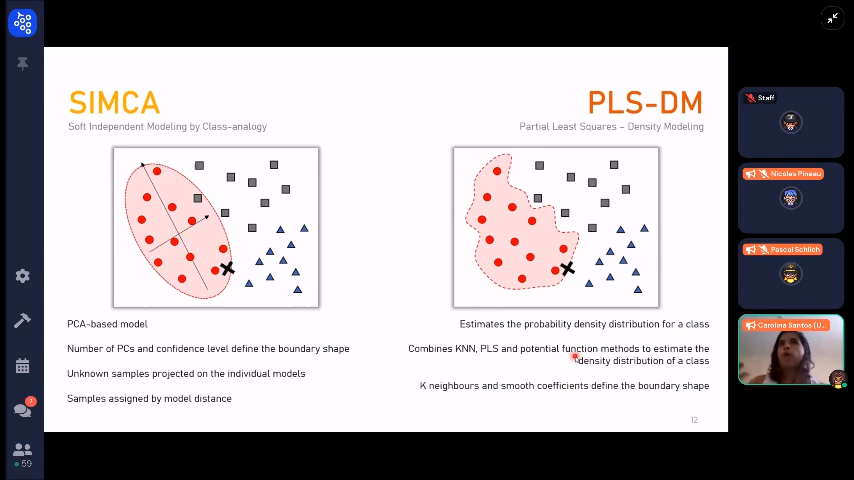 SIMCA
Soft Independent Modeling by Class-analogy
PCA-based model
Number of PCs and confidence level define the boundary shape
Unknown samples projected on the individual models
Samples assigned by model distance
PLS-DM
Partial Least Squares – Density Modeling
Estimates the probability density distribution for a class
Combines KNN, PLS and potential function methods to estimate the
density distribution of a class
K neighbours and smooth coefficients define the boundary shape
12
Staff
Nicolas Pineau
Pascal Schlich
Carolina Santos (U...
7
59